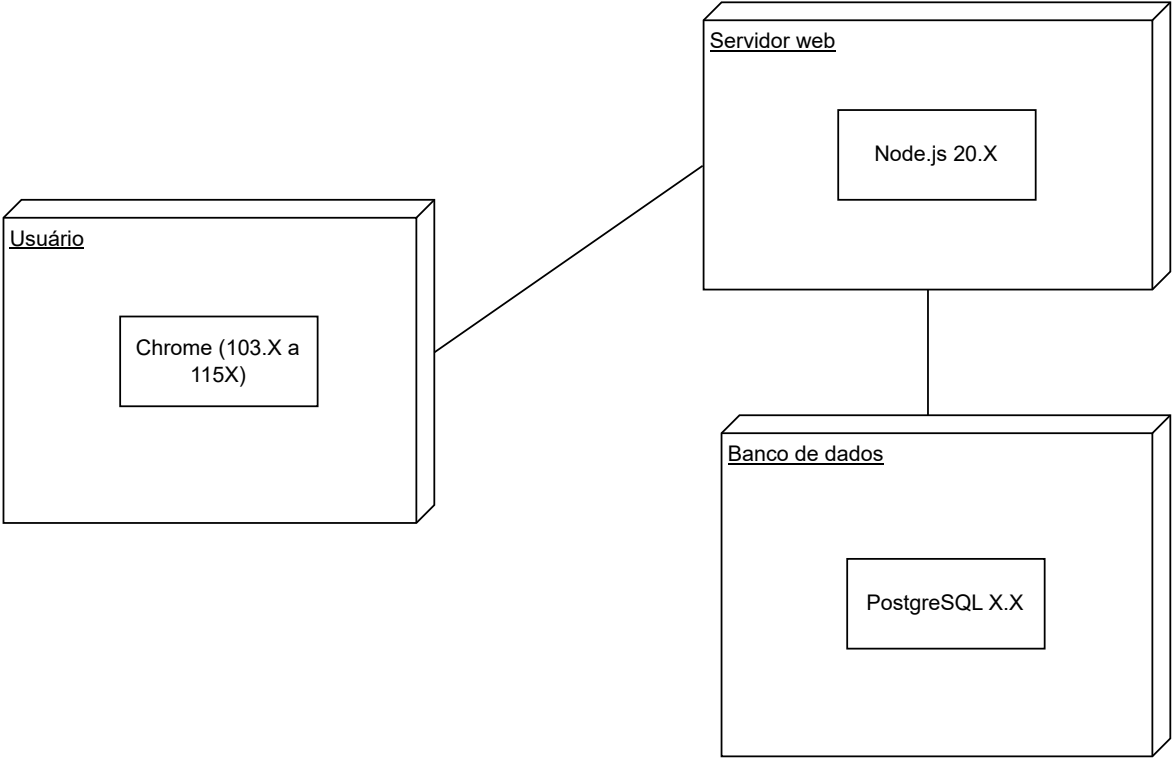 Servidor web
Node.js 20.X
Usuário
Chrome (103.X a
115X)
Banco de dados
PostgreSQL X.X